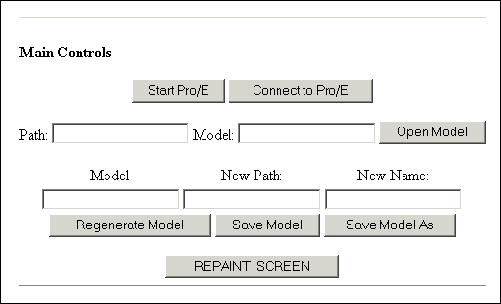 Main Controls
Start Pro/E Connect to Pro/E
Path: Model: Open Model
Model New Path: New Name:
Regenerate Model Save Model Save Model As
REPAINT SCREEN